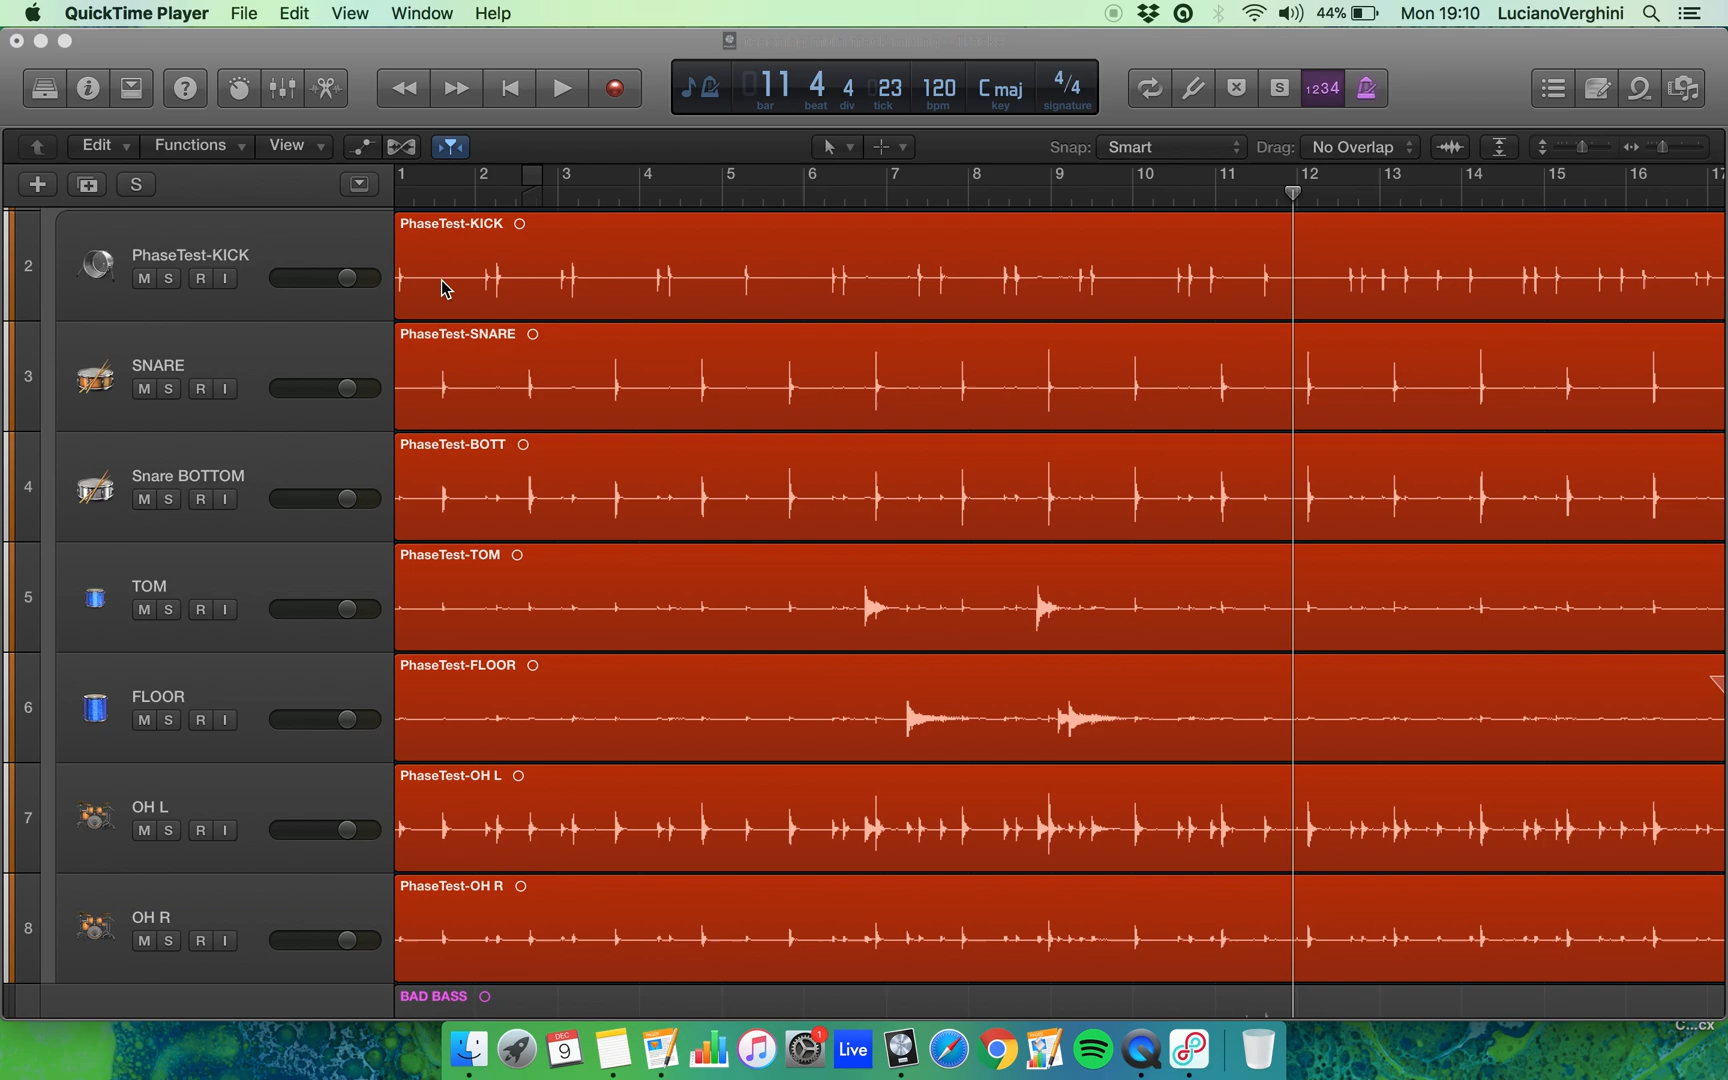 QuickTime Player File Edit View Window Help 44% Mon 19:10 LucianoVerghini
11 4 4 23 120 C maj 4/4
bar beat div tick bpm key signature
S 1234
Edit Functions View Snap: Smart Drag: No Overlap
S 1 2 3 4 5 6 7 8 9 10 11 12 13 14 15 16 17
PhaseTest-KICK
2 PhaseTest-KICK
M S R I
PhaseTest-SNARE
3 SNARE
M S R I
PhaseTest-BOTT
4 Snare BOTTOM
M S R I
PhaseTest-TOM
5 TOM
M S R I
PhaseTest-FLOOR
6 FLOOR
M S R I
PhaseTest-OH L
7 OH L
M S R I
PhaseTest-OH R
8 OH R
M S R I
BAD BASS
C...cx
DEC
9
1
Live